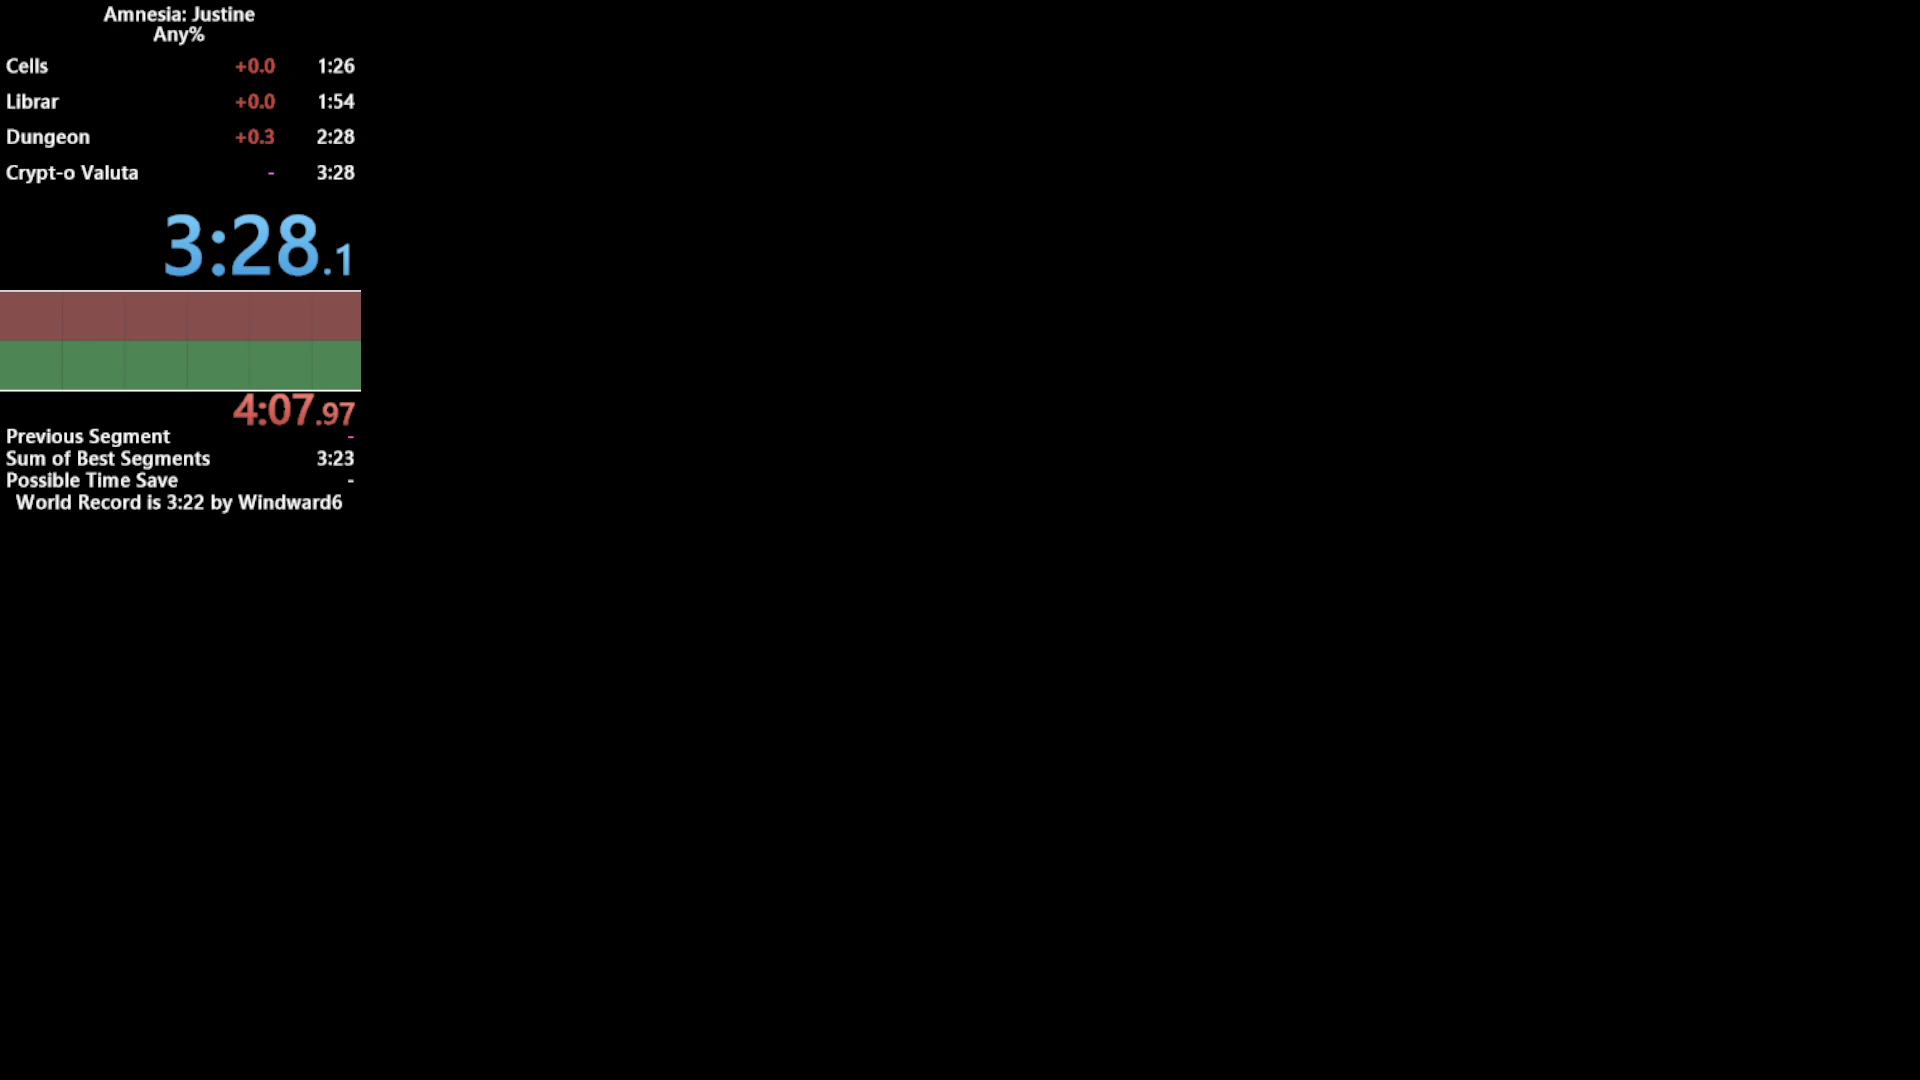 Amnesia: Justine
Any%
Cells +0.0 1:26
Librar +0.0 1:54
Dungeon +0.3 2:28
Crypt-o Valuta - 3:28
3:28.1
4:07.97
Previous Segment -
Sum of Best Segments 3:23
Possible Time Save -
World Record is 3:22 by Windward6